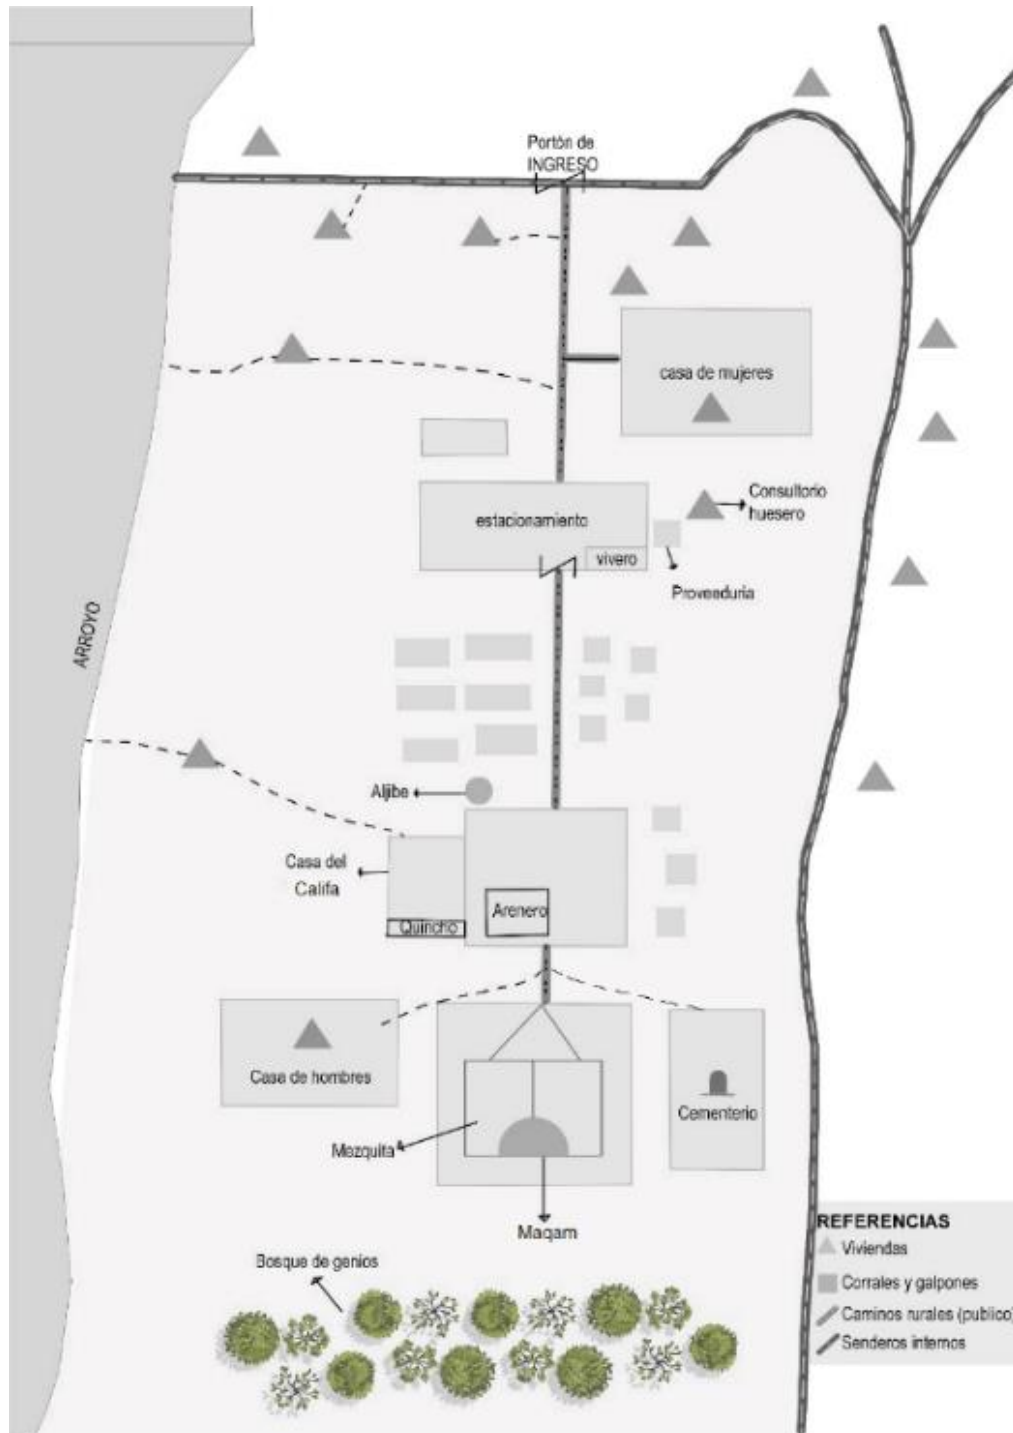 Portón de
INGRESO
casa de mujeres
Consultorio
huesero
estacionamiento
vivero
Proveeduria
ARROYO
Aljibe
Casa del
Califa
Arenero
Quincho
Casa de hombres
Cementerio
Mezquita
Maqam
Bosque de genios
REFERENCIAS
Viviendas
Corrales y galpones
Caminos rurales (publico)
Senderos internos